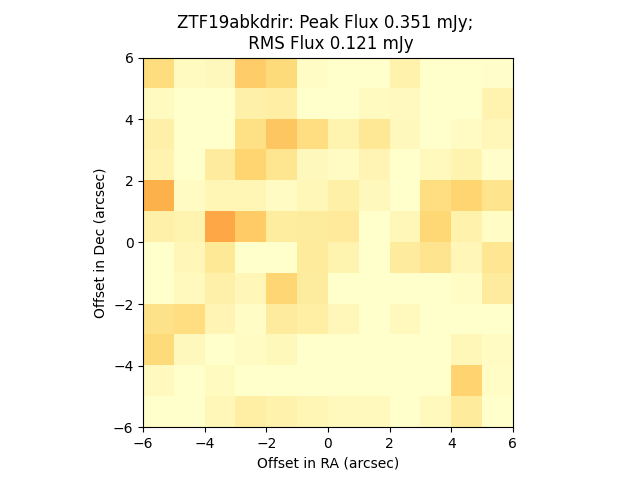 ZTF19abkdrir: Peak Flux 0.351 mJy;
RMS Flux 0.121 mJy
6
4
2
0
−2
−4
−6
Offset in Dec (arcsec)
−6 −4 −2 0 2 4 6
Offset in RA (arcsec)